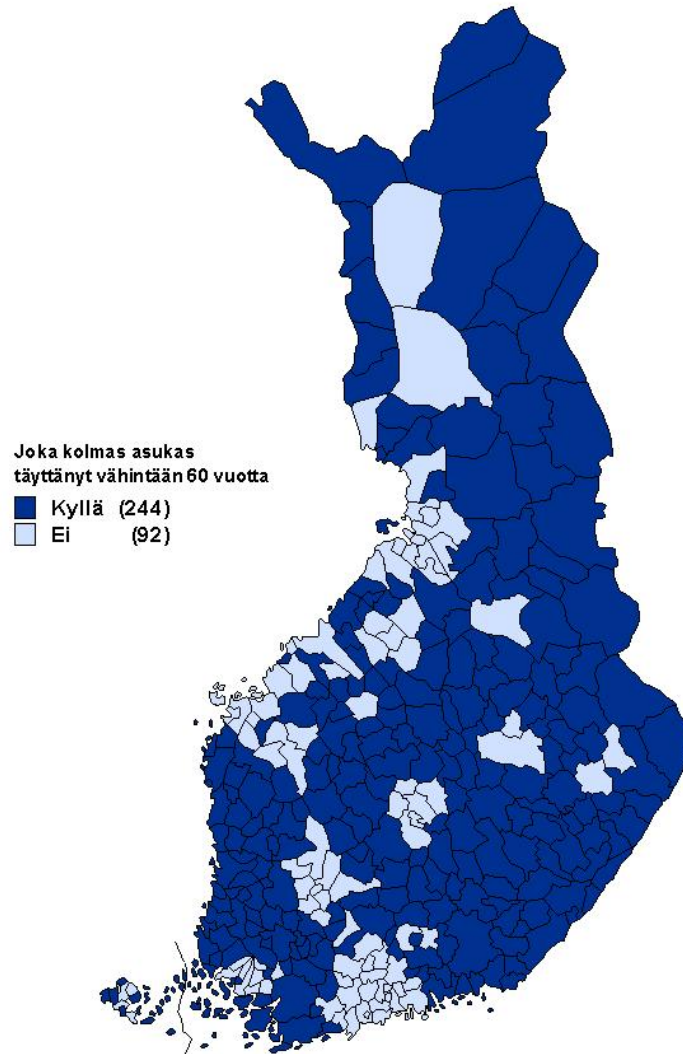 Joka kolmas asukas
täyttänyt vähintään 60 vuotta
Kyllä (244)
Ei (92)